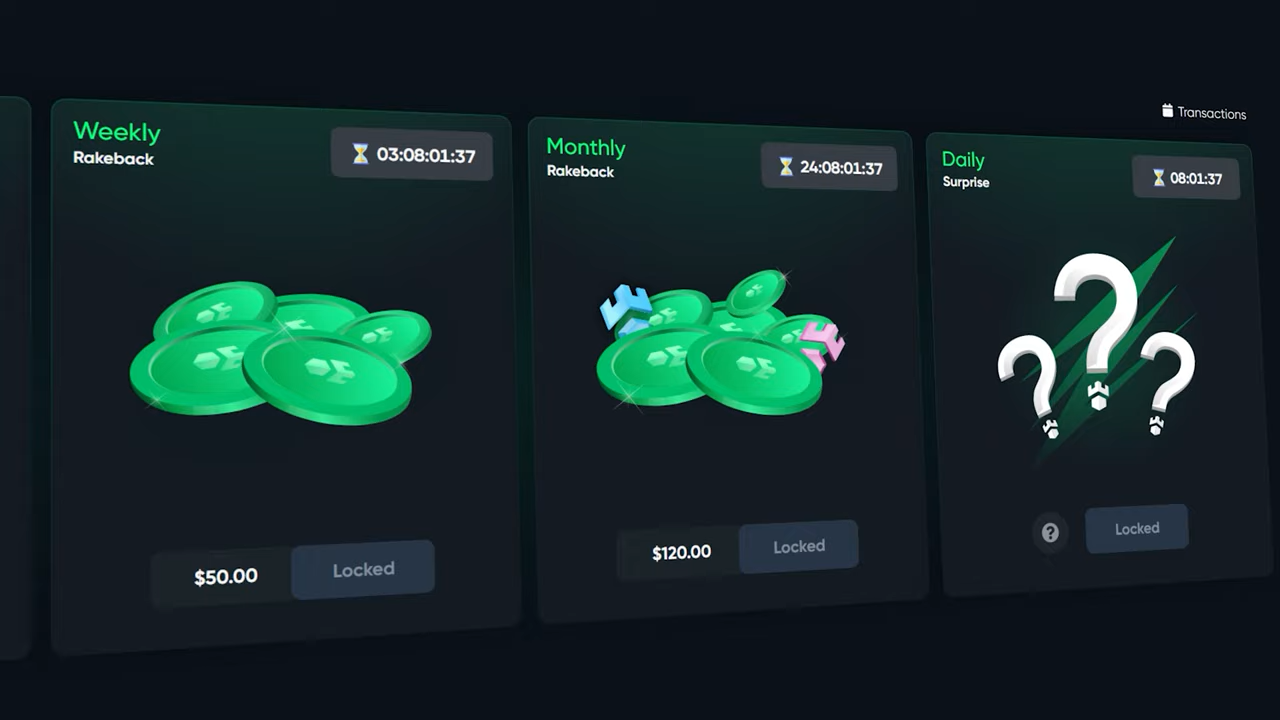 Transactions
Weekly
Rakeback
03:08:01:37
$50.00
Locked
Monthly
Rakeback
24:08:01:37
$120.00
Locked
Daily
Surprise
08:01:37
?
Locked